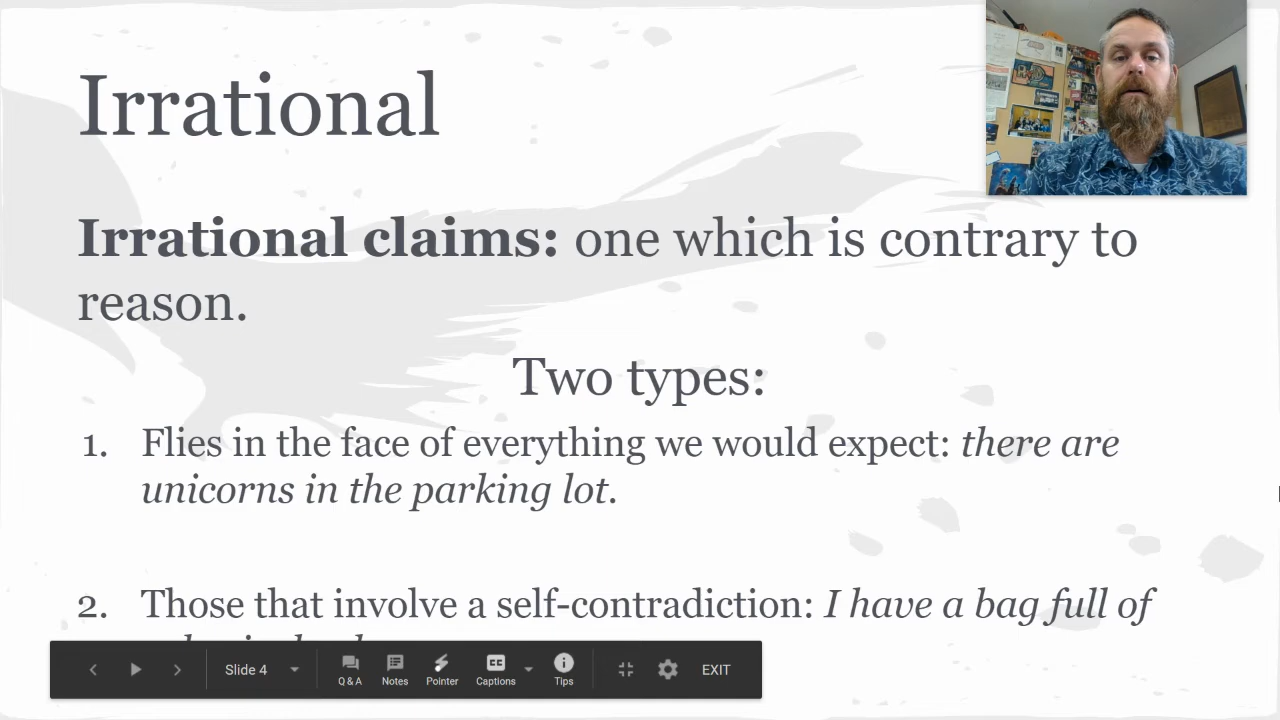 Irrational
Irrational claims: one which is contrary to
reason.
Two types:
1. Flies in the face of everything we would expect: there are
unicorns in the parking lot.
2. Those that involve a self-contradiction: I have a bag full of
Slide 4
Q & A
Notes
Pointer
CC
Captions
Tips
EXIT